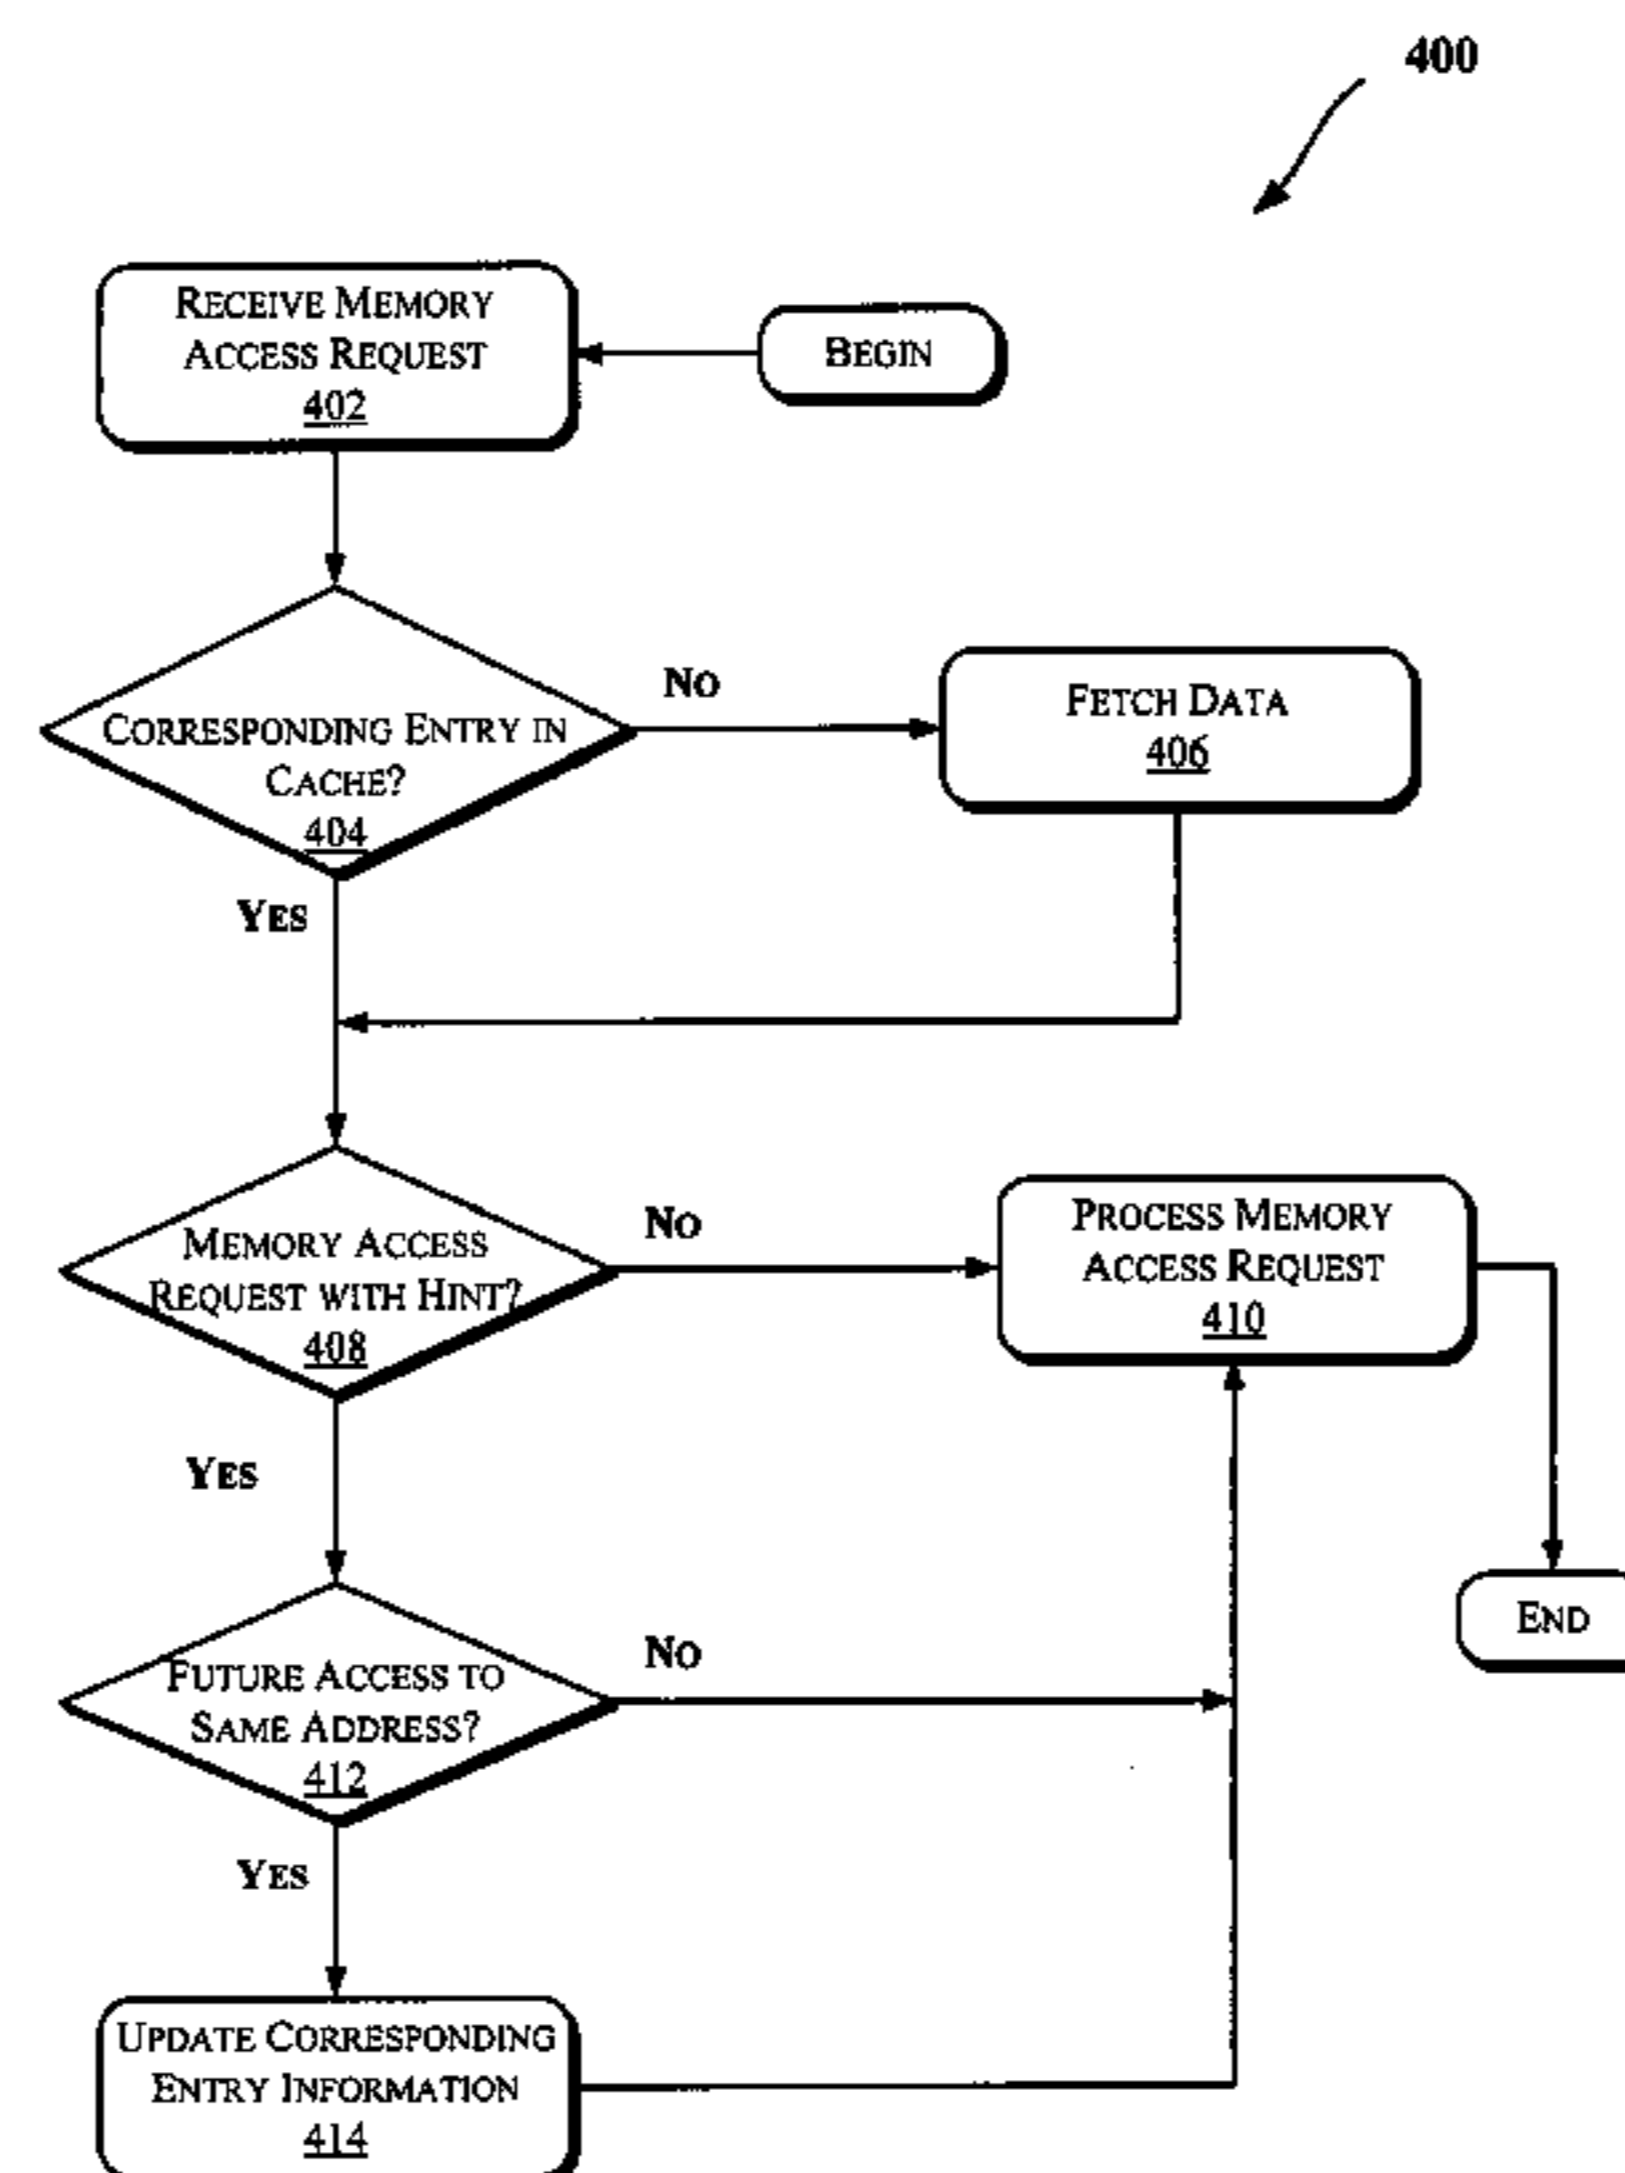 400
RECEIVE MEMORY
ACCESS REQUEST
402
BEGIN
CORRESPONDING ENTRY IN
CACHE?
404
NO
FETCH DATA
406
YES
MEMORY ACCESS
REQUEST WITH HINT?
408
NO
PROCESS MEMORY
ACCESS REQUEST
410
YES
FUTURE ACCESS TO
SAME ADDRESS?
412
NO
END
YES
UPDATE CORRESPONDING
ENTRY INFORMATION
414